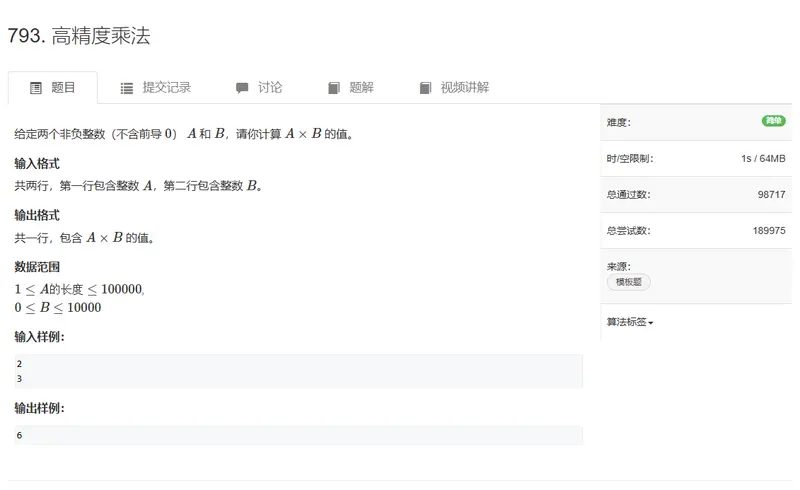 793. 高精度乘法
题目
提交记录
讨论
题解
视频讲解
给定两个非负整数（不含前导 0） A 和 B，请你计算 A × B 的值。
输入格式
共两行，第一行包含整数 A，第二行包含整数 B。
输出格式
共一行，包含 A × B 的值。
数据范围
1 ≤ A的长度 ≤ 100000,
0 ≤ B ≤ 10000
输入样例：
2
3
输出样例：
6
难度：
简单
时/空限制：
1s / 64MB
总通过数：
98717
总尝试数：
189975
来源：
模板题
算法标签